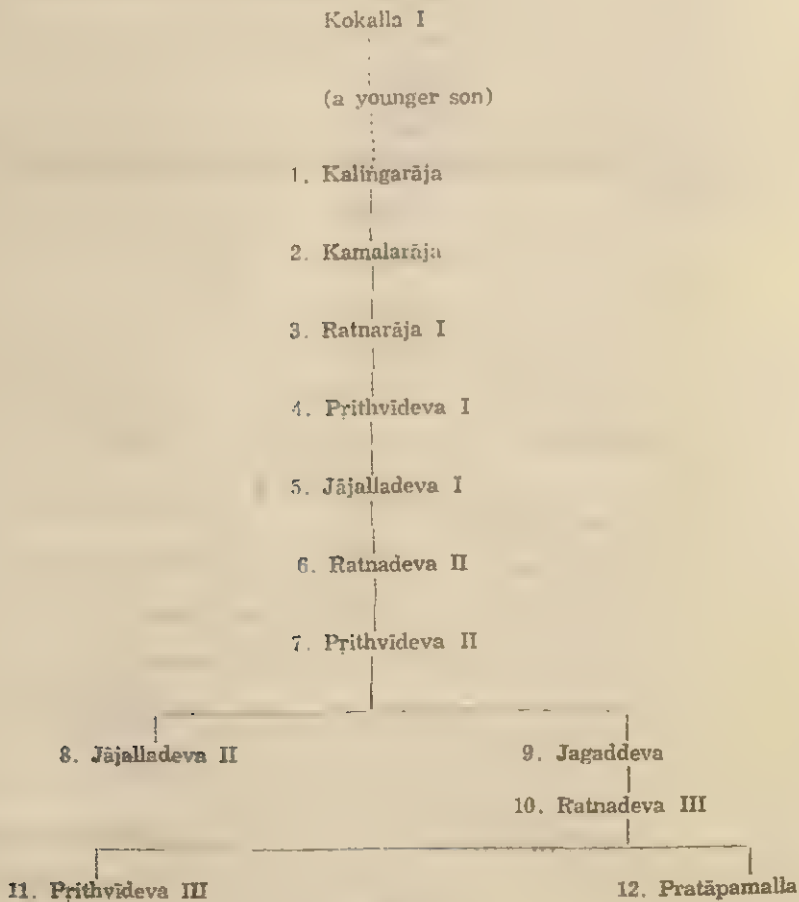 Kokalla I
(a younger son)
1. Kaliṅgarāja
2. Kamalarāja
3. Ratnarāja I
4. Pṛithvīdeva I
5. Jājalladeva I
6. Ratnadeva II
7. Pṛithvīdeva II
8. Jājalladeva II
9. Jagaddeva
10. Ratnadeva III
11. Pṛithvīdeva III
12. Pratāpamalla